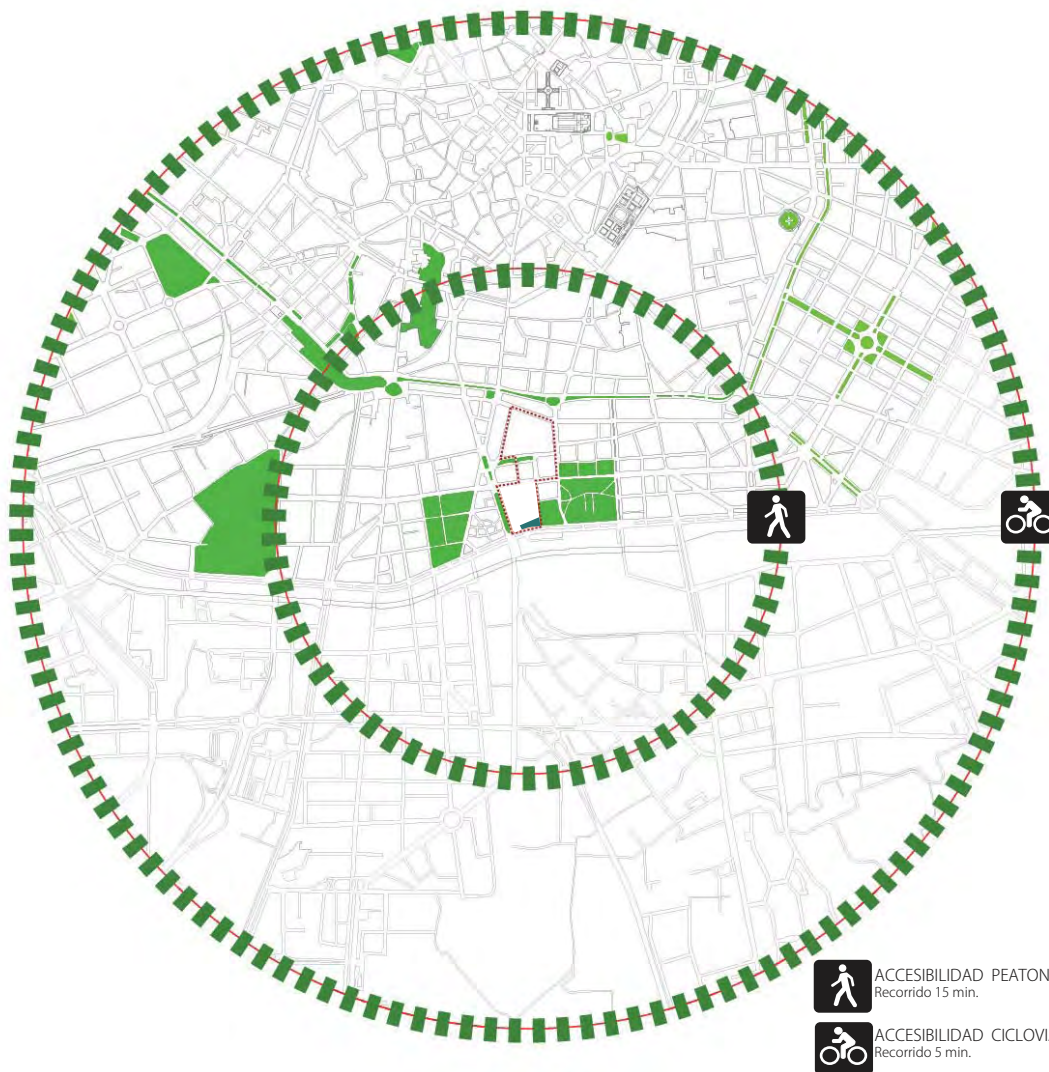 ACCESIBILIDAD PEATON
Recorrido 15 min.
ACCESIBILIDAD CICLOVI
Recorrido 5 min.